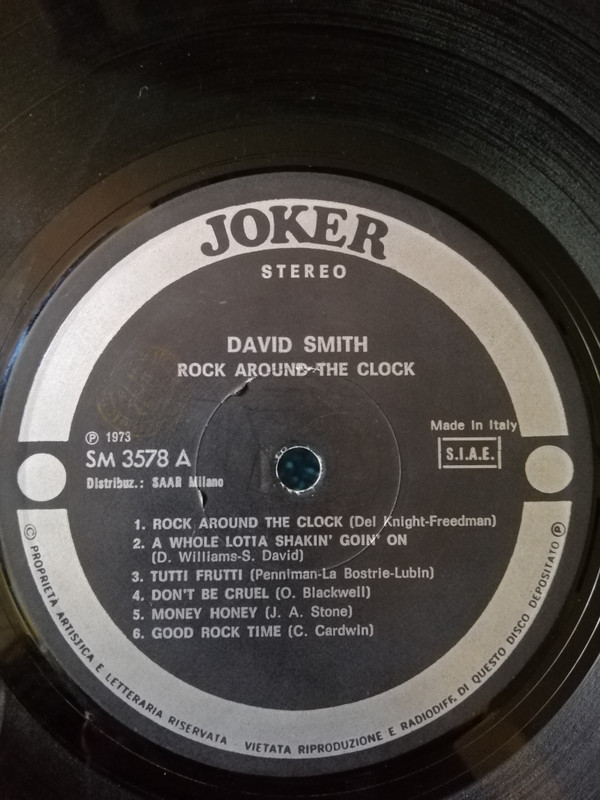 JOKER
STEREO
DAVID SMITH
ROCK AROUND THE CLOCK
℗ 1973
SM 3578 A
Distribuz.: SAAR Milano
Made in Italy
S.I.A.E.
1. ROCK AROUND THE CLOCK (Del Knight-Freedman)
2. A WHOLE LOTIA SHAKIN' GOIN' ON
(D. Williams-S. David)
3. TUTTI FRUTTI (Penniman-La Bostrie-Lubin)
4. DON'T BE CRUEL (O. Blackwell)
5. MONEY HONEY (J. A. Stone)
6. GOOD ROCK TIME (C. Cardwin)
© PROPRIETÀ ARTISTICA E LETTERARIA RISERVATA VIETATA RIPRODUZIONE E RADIODIFF. DI QUESTO DISCO DEPOSITATO ℗